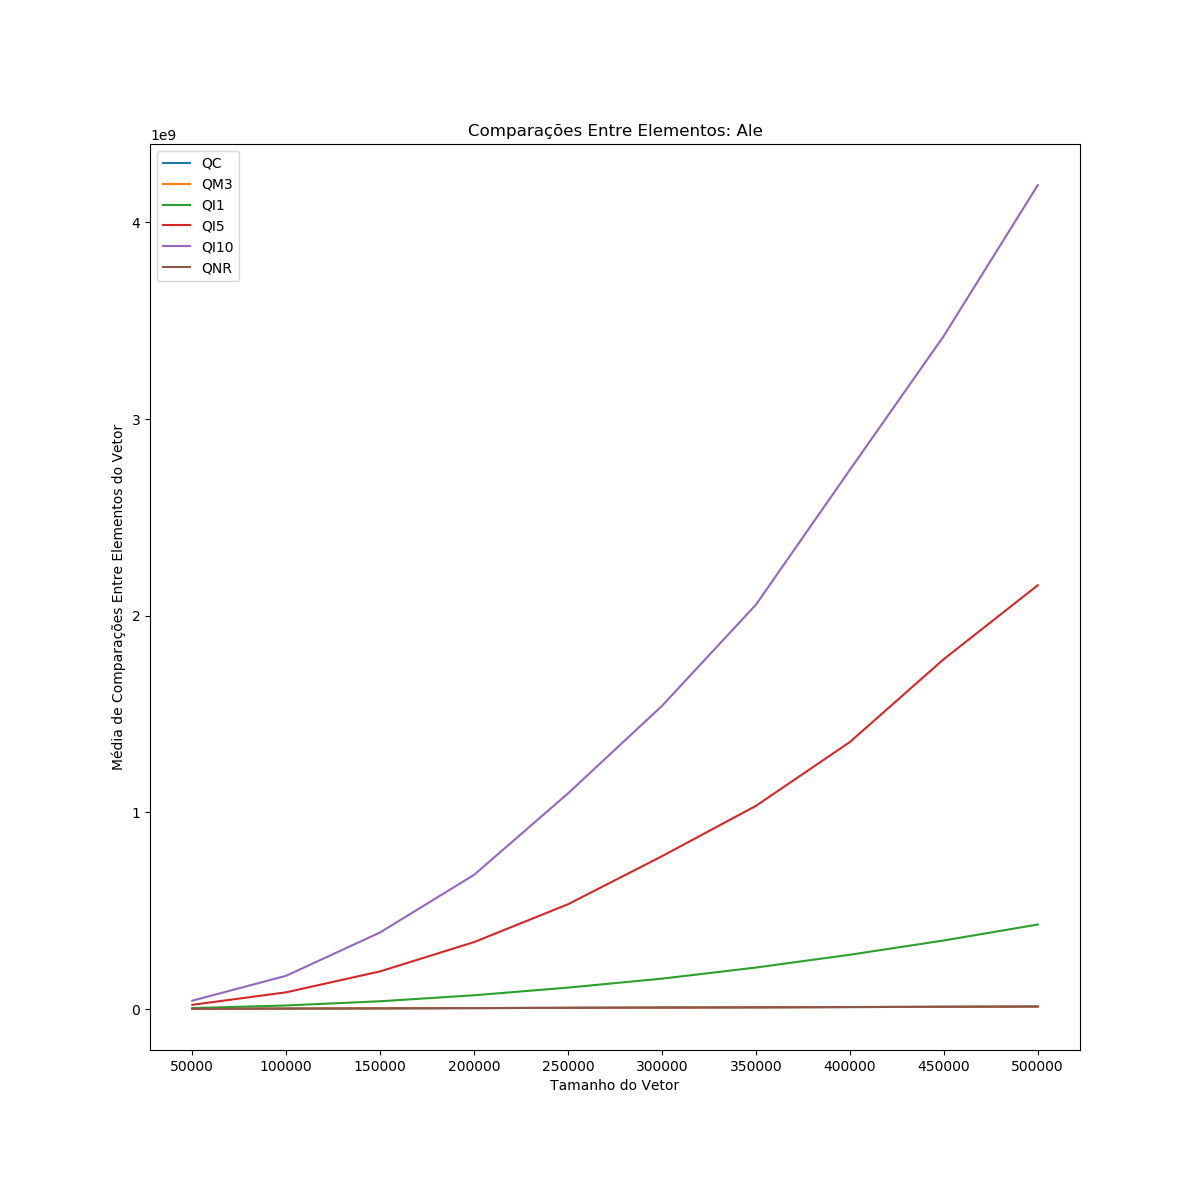 Comparações Entre Elementos: Ale
1e9
QC
QM3
QI1
QI5
QI10
QNR
4
3
2
1
0
Média de Comparações Entre Elementos do Vetor
50000 100000 150000 200000 250000 300000 350000 400000 450000 500000
Tamanho do Vetor